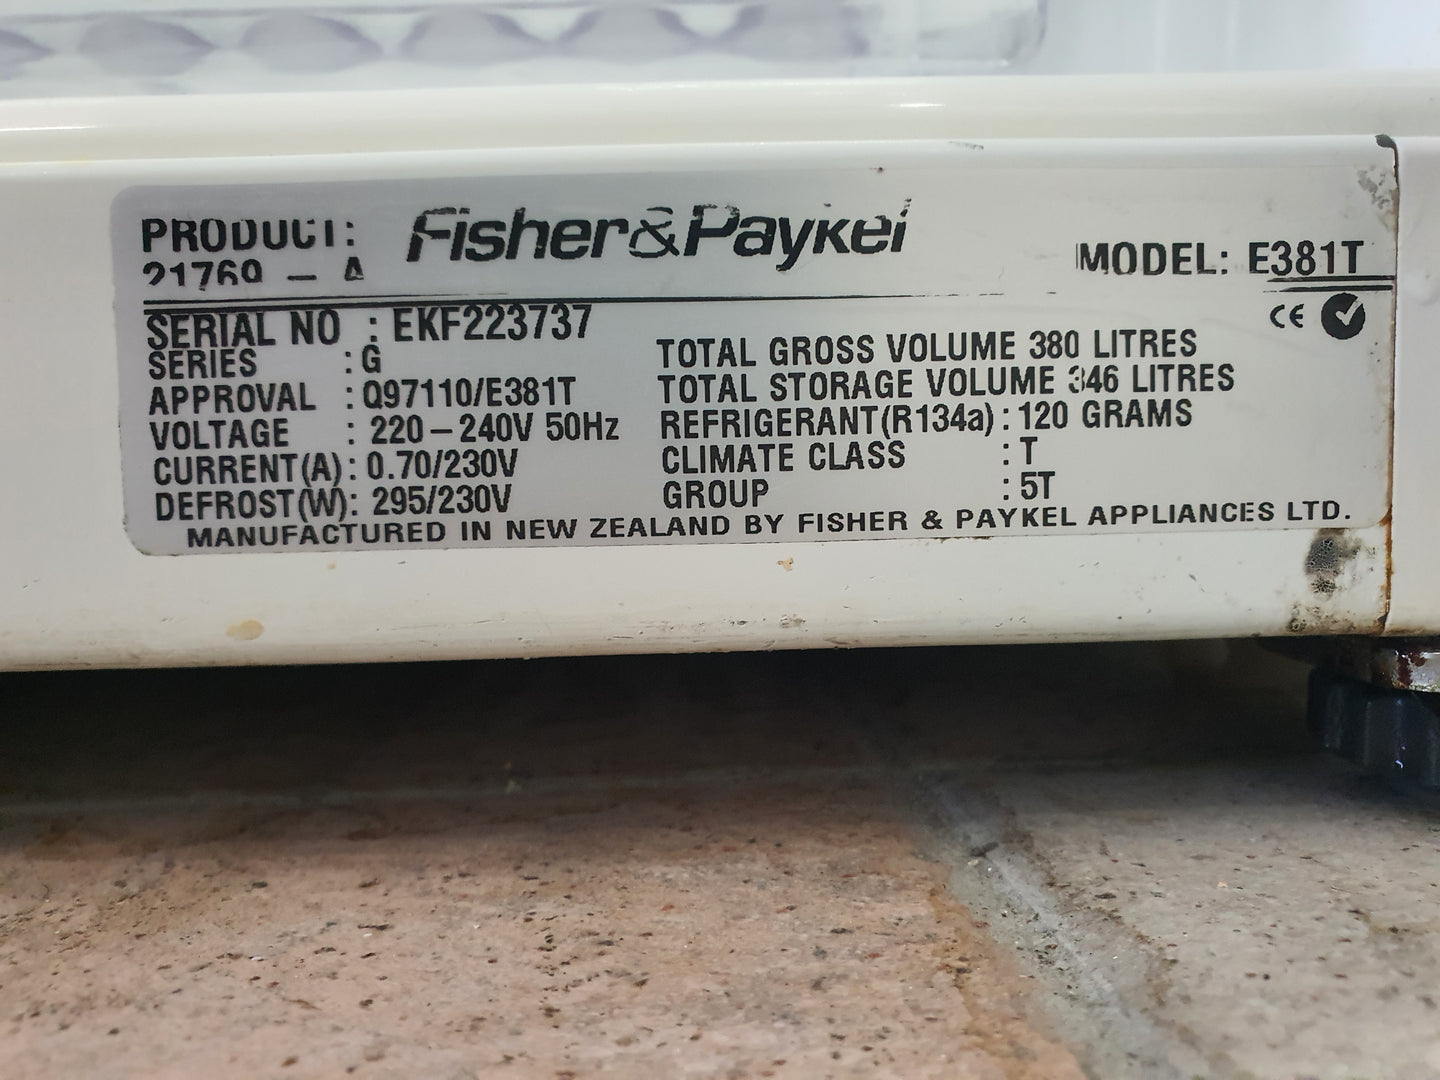 PRODUCT: Fisher&Paykel
21769 – A MODEL: E381T
SERIAL NO : EKF223737
SERIES : G
APPROVAL : Q97110/E381T
VOLTAGE : 220–240V 50Hz
CURRENT(A): 0.70/230V
DEFROST(W): 295/230V
CE
TOTAL GROSS VOLUME 380 LITRES
TOTAL STORAGE VOLUME 346 LITRES
REFRIGERANT(R134a): 120 GRAMS
CLIMATE CLASS : T
GROUP : 5T
MANUFACTURED IN NEW ZEALAND BY FISHER & PAYKEL APPLIANCES LTD.